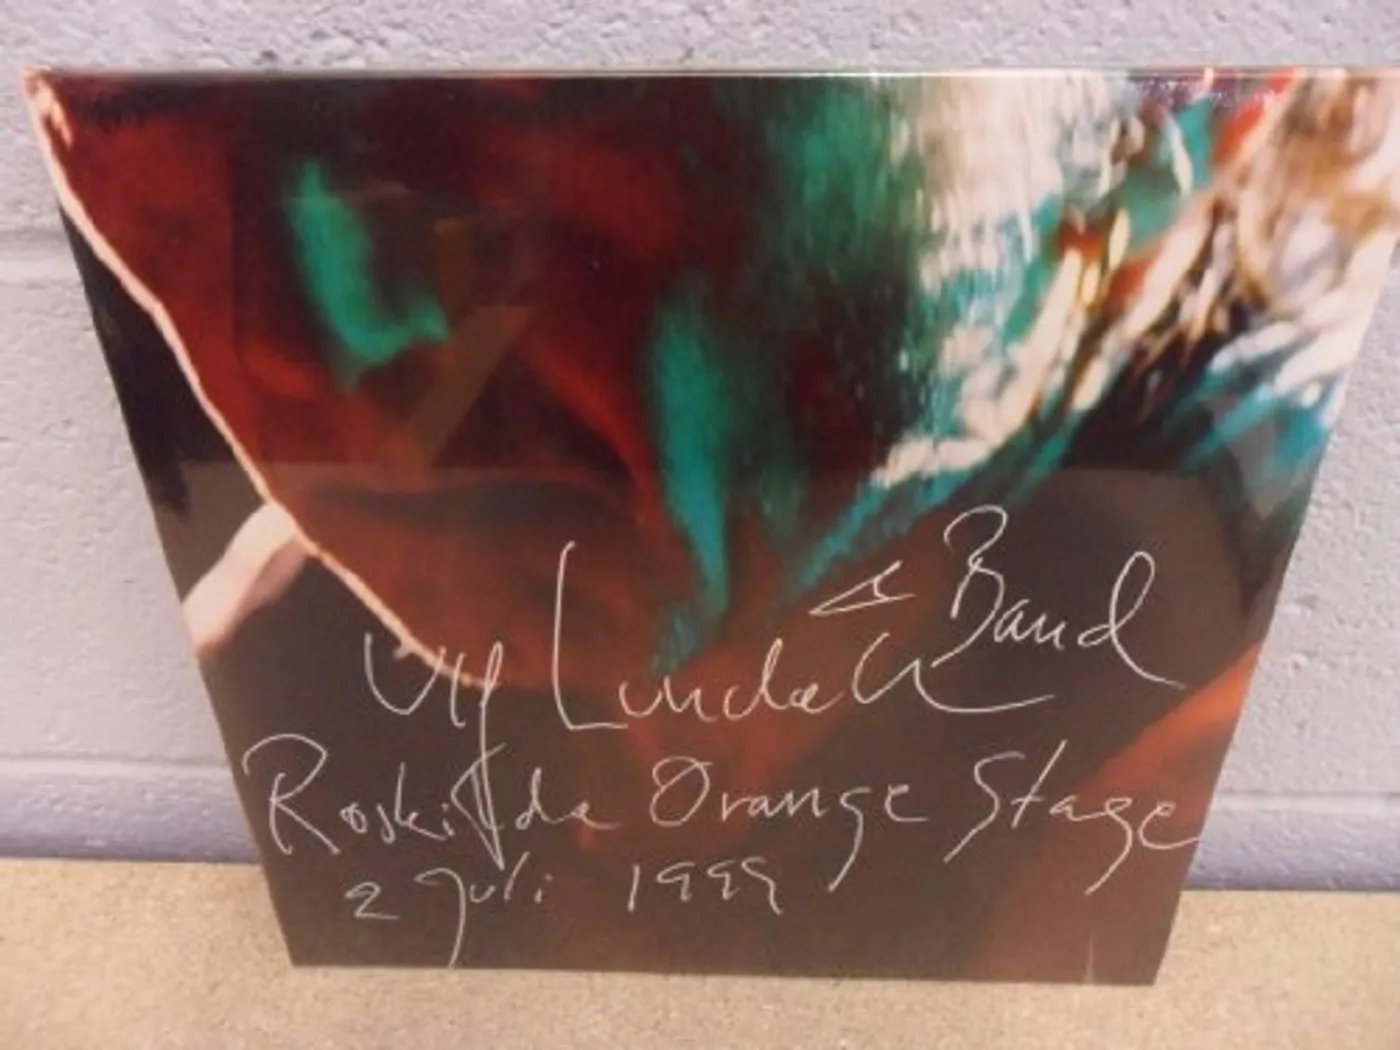 Ulf Lundell & Band
Roskilde Orange Stage
2 Juli 1999